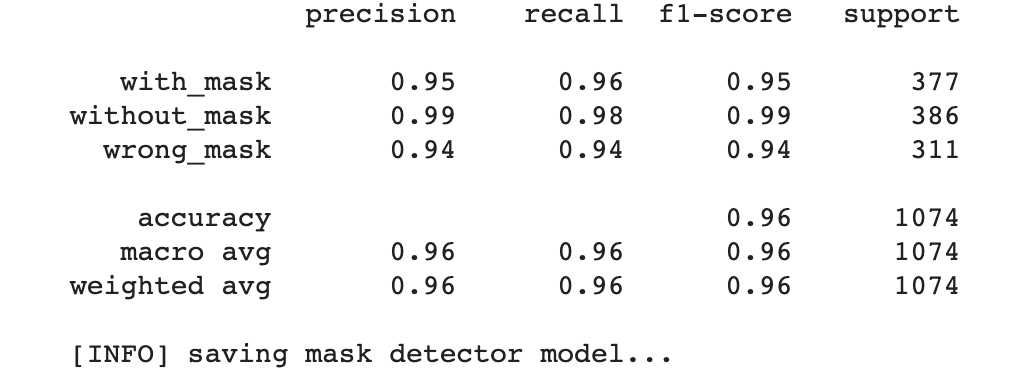 precision recall f1-score support
with_mask 0.95 0.96 0.95 377
without_mask 0.99 0.98 0.99 386
wrong_mask 0.94 0.94 0.94 311
accuracy 0.96 1074
macro avg 0.96 0.96 0.96 1074
weighted avg 0.96 0.96 0.96 1074
[INFO] saving mask detector model...